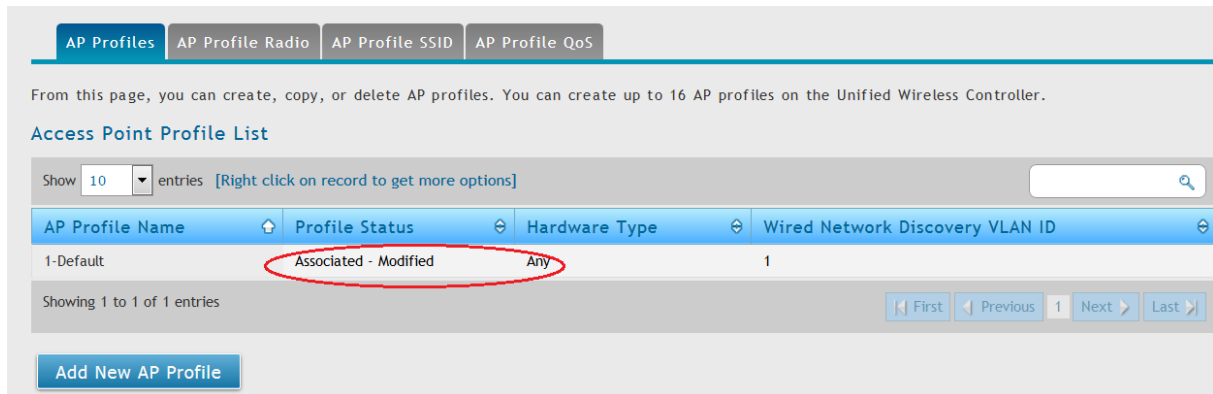 AP Profiles AP Profile Radio AP Profile SSID AP Profile QoS
From this page, you can create, copy, or delete AP profiles. You can create up to 16 AP profiles on the Unified Wireless Controller.
Access Point Profile List
Show 10 entries [Right click on record to get more options]
AP Profile Name Profile Status Hardware Type Wired Network Discovery VLAN ID
1-Default Associated - Modified Any 1
Showing 1 to 1 of 1 entries First Previous 1 Next Last
Add New AP Profile